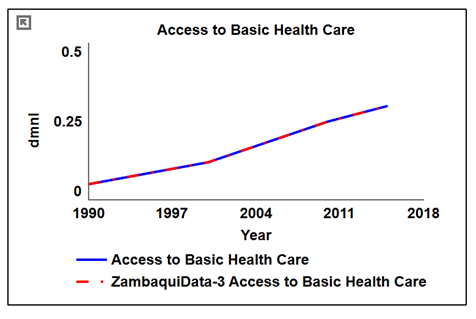 Access to Basic Health Care
0.5
0.25
0
dmnl
1990 1997 2004 2011 2018
Year
Access to Basic Health Care
ZambaquiData-3 Access to Basic Health Care